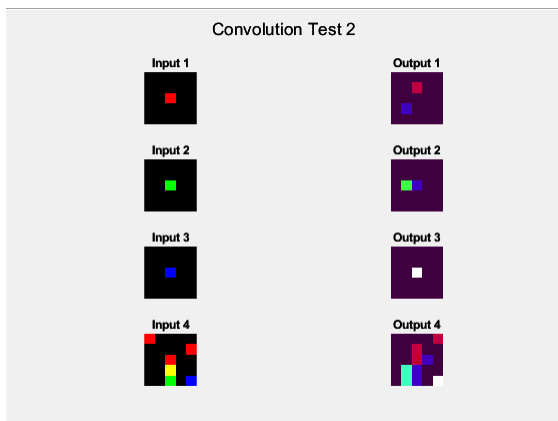 Convolution Test 2
Input 1
Output 1
Input 2
Output 2
Input 3
Output 3
Input 4
Output 4